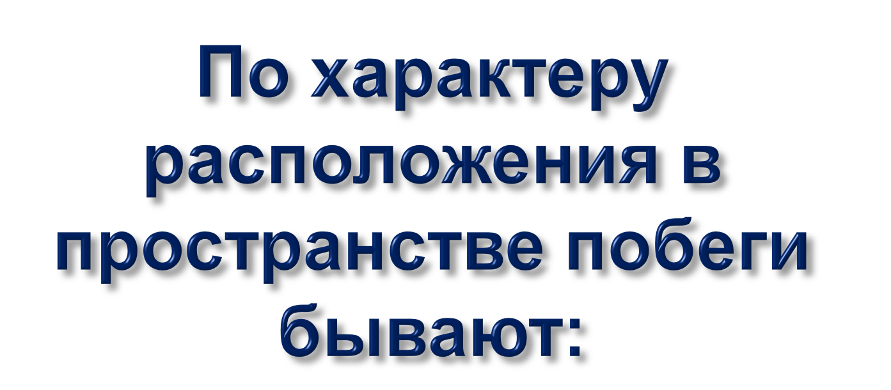 По характеру
расположения в
пространстве побеги
бывают: